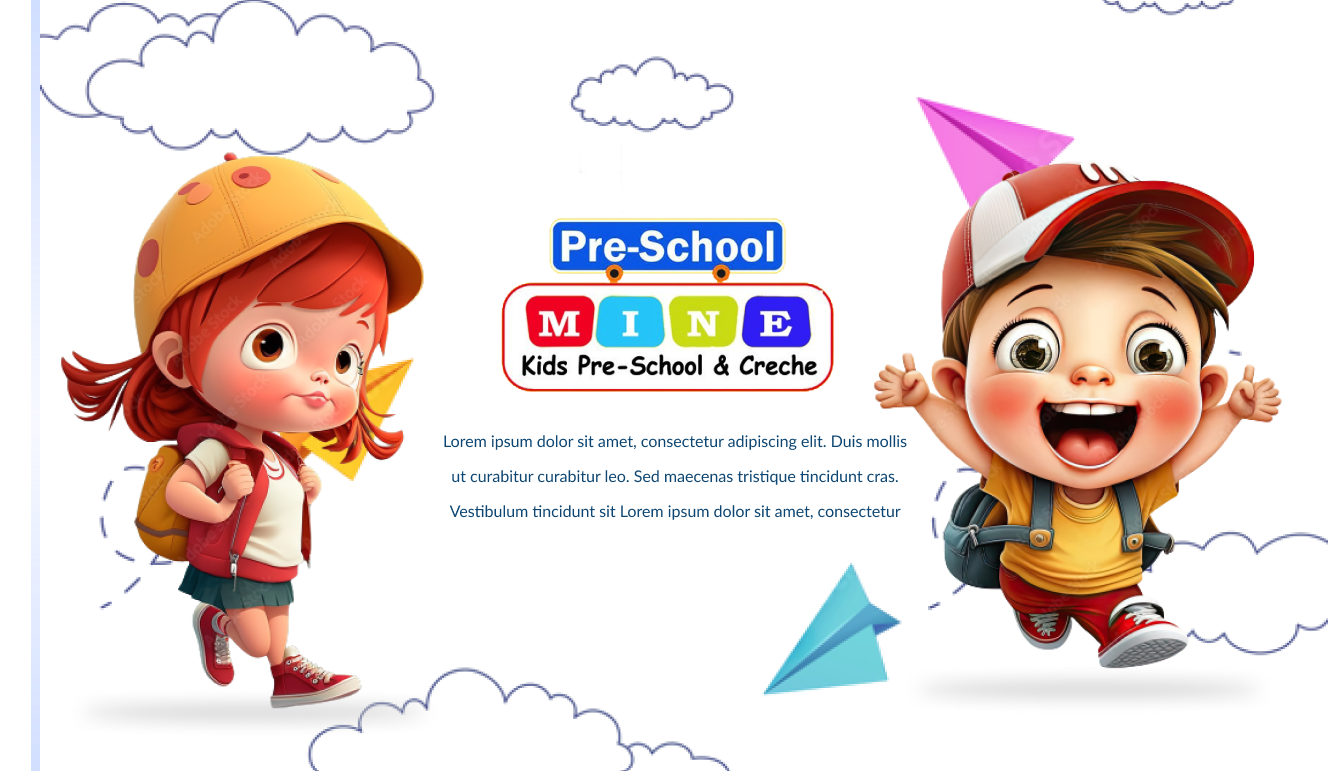 Pre-School
M I N E
Kids Pre-School & Creche
Lorem ipsum dolor sit amet, consectetur adipiscing elit. Duis mollis
ut curabitur curabitur leo. Sed maecenas tristique tincidunt cras.
Vestibulum tincidunt sit Lorem ipsum dolor sit amet, consectetur